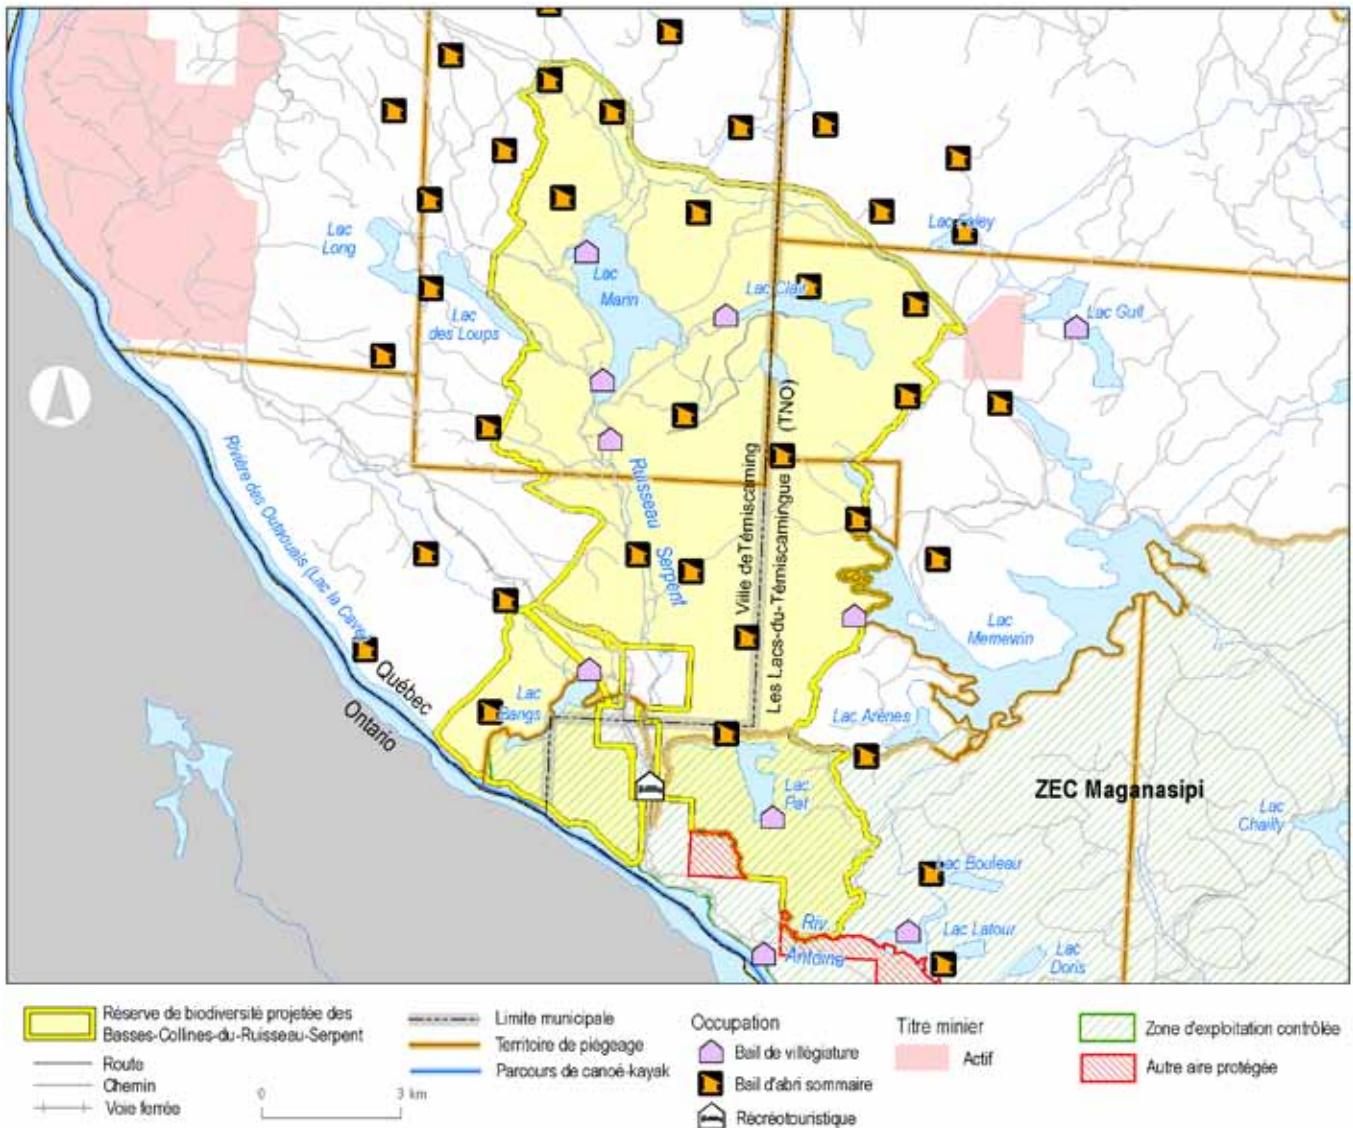 Lac
Long
Lac
des Loups
Lac
Marin
Lac Clair
Lac Foley
Lac Guil
Ruisseau
Serpent
Ville de Témiscaming
Les Lacs-du-Témiscamingue (TNO)
Rivière des Outaouais (Lac la Cave)
Québec
Ontario
Lac
Bangs
Lac
Memewin
Lac Arènes
Lac
Pat
ZEC Maganasipi
Lac
Chailly
Lac Bouleau
Lac Latour
Lac
Doris
Riv.
Antoine
Réserve de biodiversité projetée des
Basses-Collines-du-Ruisseau-Serpent
Route
Chemin
Voie ferrée
0 3 km
Limite municipale
Territoire de piégeage
Parcours de canoé-kayak
Occupation
Bail de villégiature
Bail d'abri sommaire
Récréotouristique
Titre minier
Actif
Zone d'exploitation contrôlée
Autre aire protégée